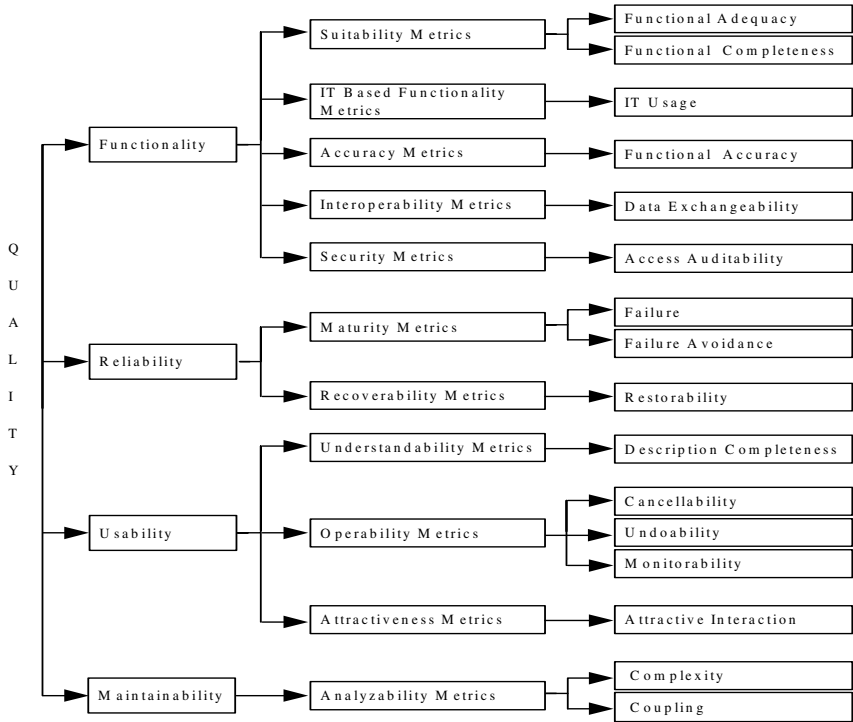 QUALITY
Functionality
Suitability Metrics
Functional Adequacy
Functional Completeness
IT Based Functionality
Metrics
IT Usage
Accuracy Metrics
Functional Accuracy
Interoperability Metrics
Data Exchangeability
Security Metrics
Access Auditability
Reliability
Maturity Metrics
Failure
Failure Avoidance
Recoverability Metrics
Restorability
Usability
Understandability Metrics
Description Completeness
Operability Metrics
Cancellability
Undoability
Monitorability
Attractiveness Metrics
Attractive Interaction
Maintainability
Analyzability Metrics
Complexity
Coupling